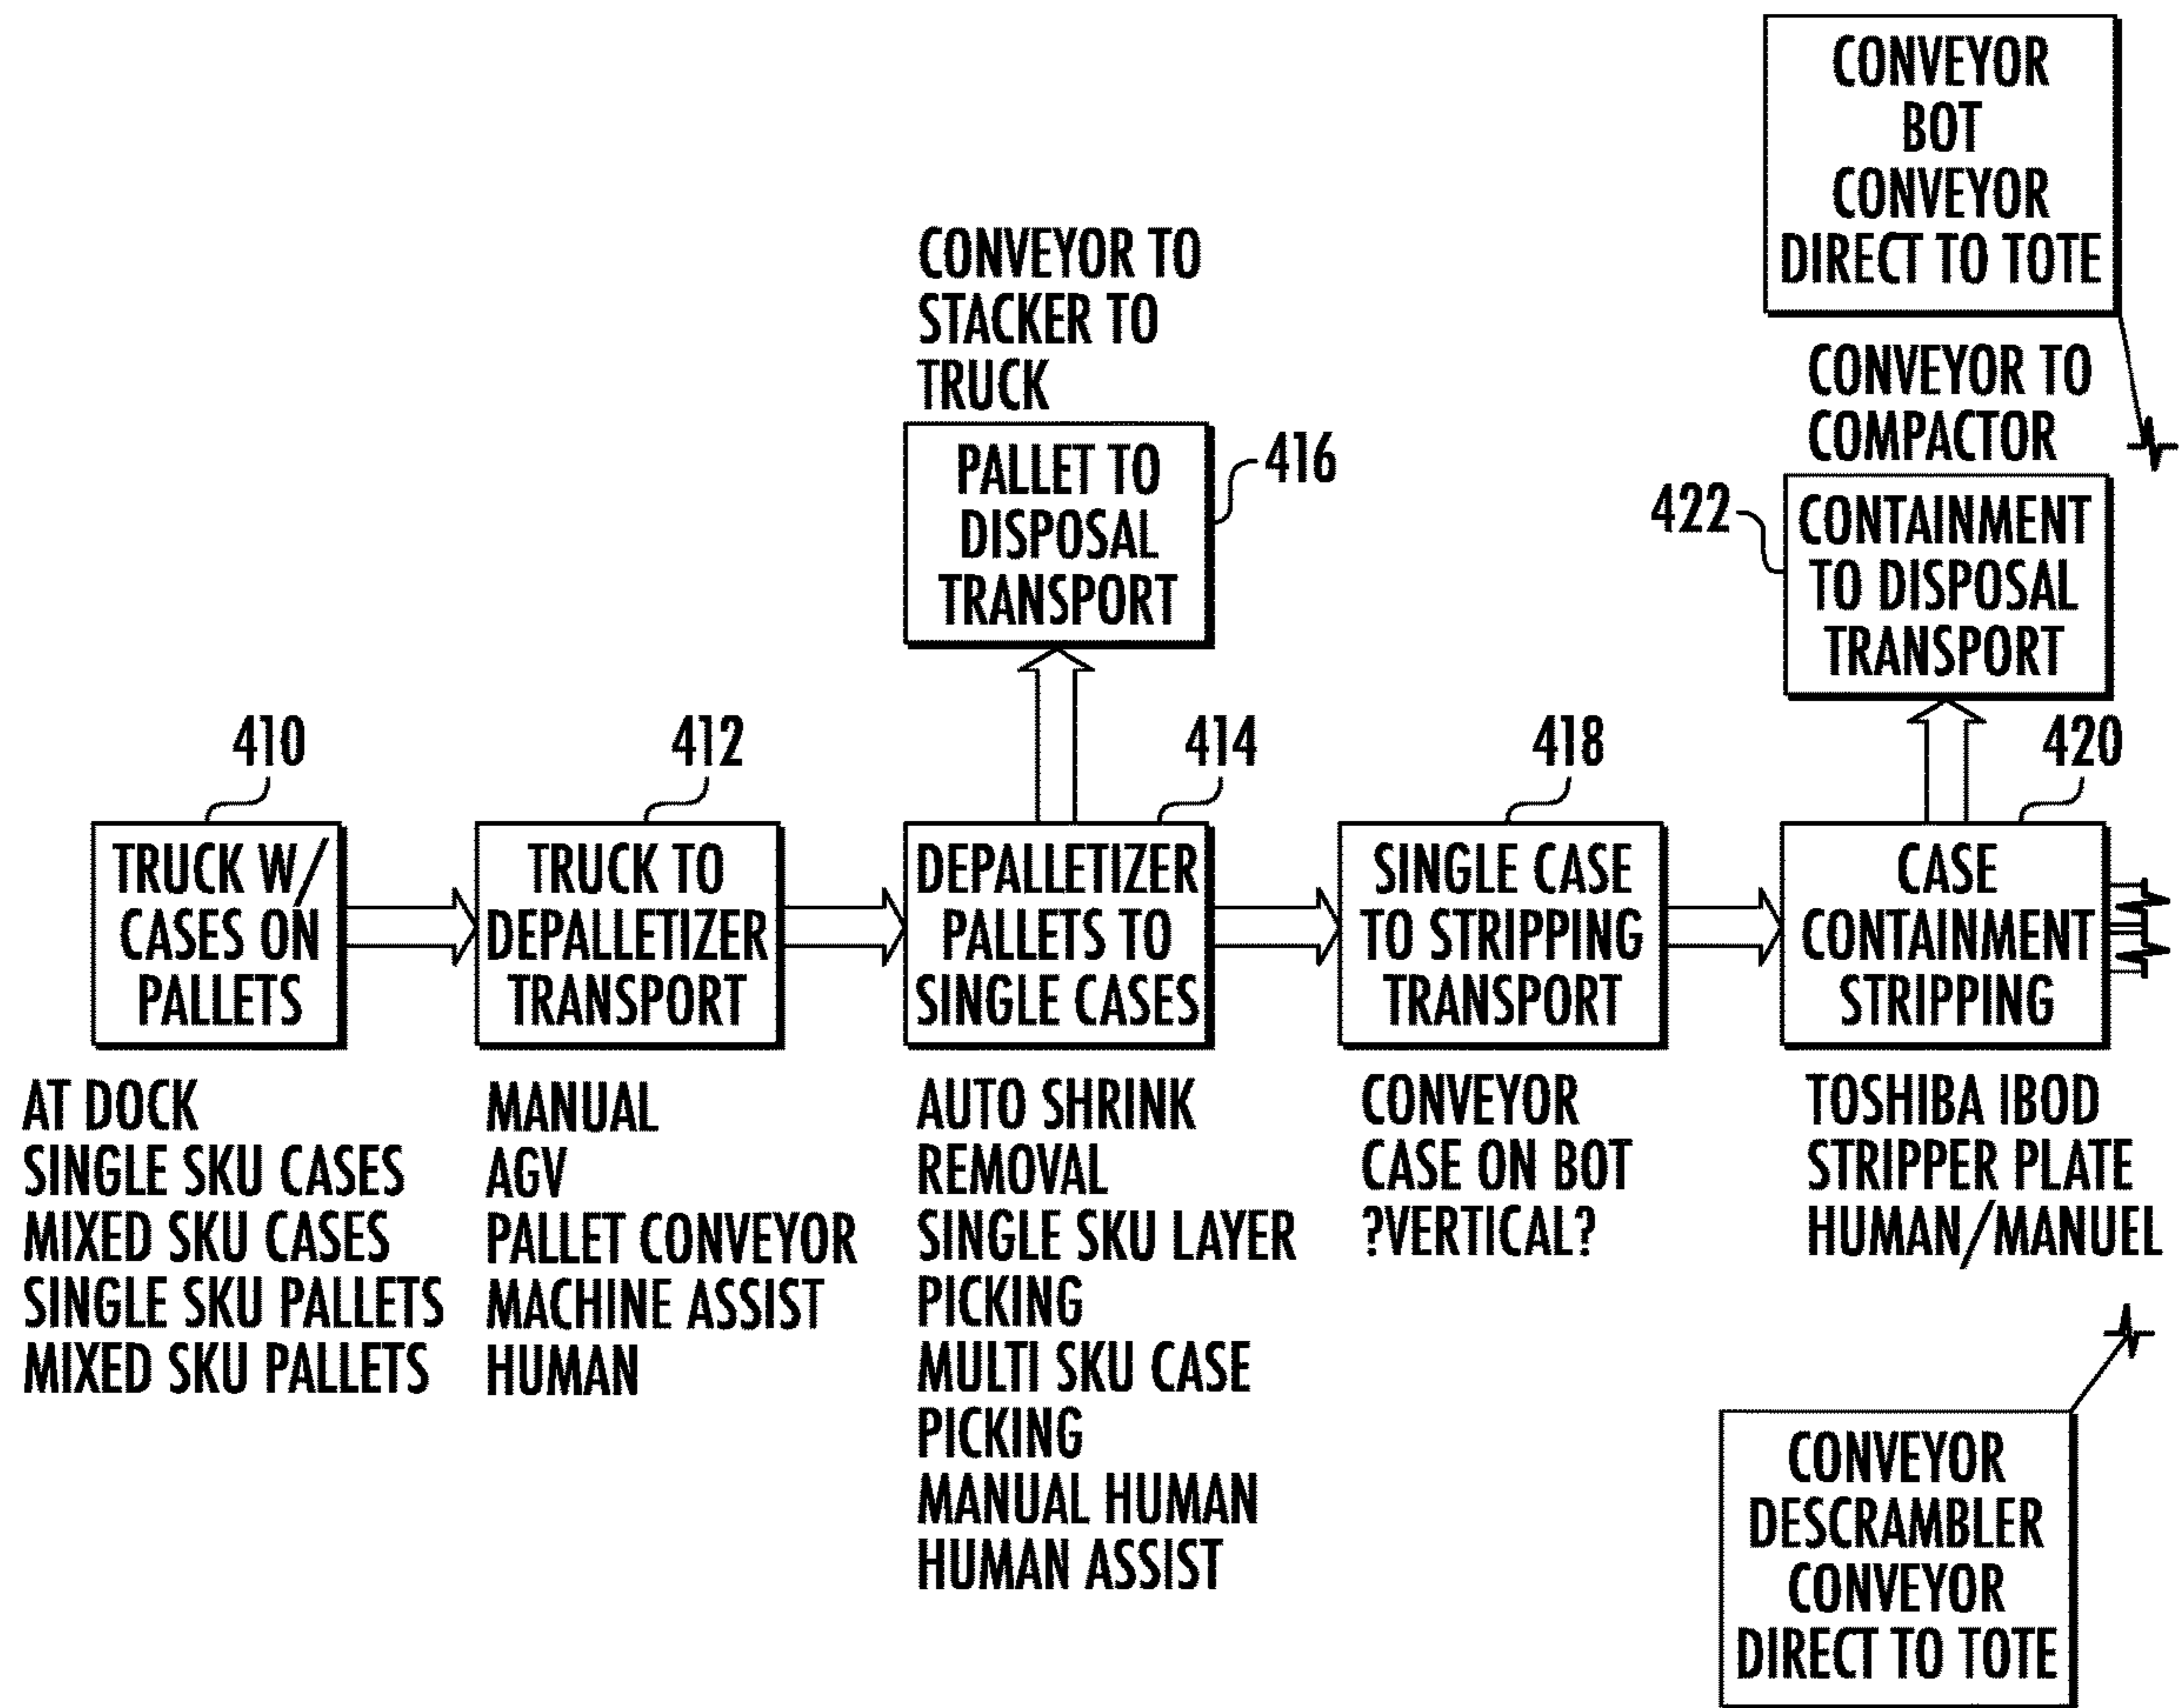 CONVEYOR
BOT
CONVEYOR
DIRECT TO TOTE
CONVEYOR TO
STACKER TO
TRUCK
PALLET TO
DISPOSAL
TRANSPORT
416
CONVEYOR TO
COMPACTOR
422
CONTAINMENT
TO DISPOSAL
TRANSPORT
410
TRUCK W/
CASES ON
PALLETS
AT DOCK
SINGLE SKU CASES
MIXED SKU CASES
SINGLE SKU PALLETS
MIXED SKU PALLETS
412
TRUCK TO
DEPALLETIZER
TRANSPORT
MANUAL
AGV
PALLET CONVEYOR
MACHINE ASSIST
HUMAN
414
DEPALLETIZER
PALLETS TO
SINGLE CASES
AUTO SHRINK
REMOVAL
SINGLE SKU LAYER
PICKING
MULTI SKU CASE
PICKING
MANUAL HUMAN
HUMAN ASSIST
418
SINGLE CASE
TO STRIPPING
TRANSPORT
CONVEYOR
CASE ON BOT
?VERTICAL?
420
CASE
CONTAINMENT
STRIPPING
TOSHIBA IBOD
STRIPPER PLATE
HUMAN/MANUEL
CONVEYOR
DESCRAMBLER
CONVEYOR
DIRECT TO TOTE